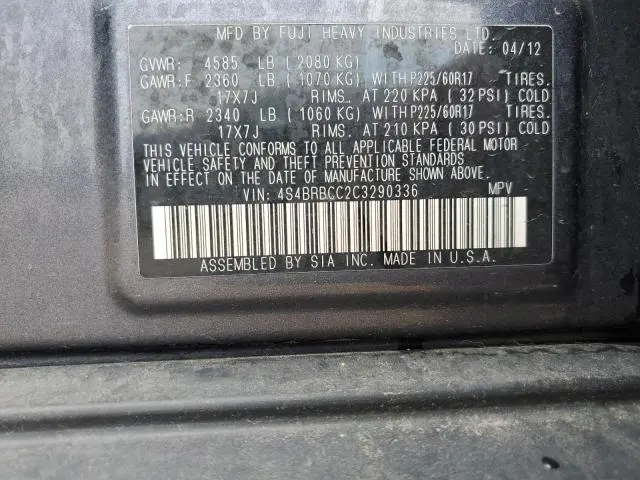 MFD BY FUJI HEAVY INDUSTRIES LTD.
DATE: 04/12
GVWR: 4585 LB ( 2080 KG)
GAWR:F 2360 LB ( 1070 KG) WITH P225/60R17 TIRES.
17X7J RIMS. AT 220 KPA ( 32 PSI) COLD
GAWR:R 2340 LB ( 1060 KG) WITH P225/60R17 TIRES.
17X7J RIMS. AT 210 KPA ( 30 PSI) COLD
THIS VEHICLE CONFORMS TO ALL APPLICABLE FEDERAL MOTOR
VEHICLE SAFETY AND THEFT PREVENTION STANDARDS
IN EFFECT ON THE DATE OF MANUFACTURE SHOWN ABOVE.
VIN: 4S4BRBCC2C3290336 MPV
ASSEMBLED BY SIA INC. MADE IN U.S.A.